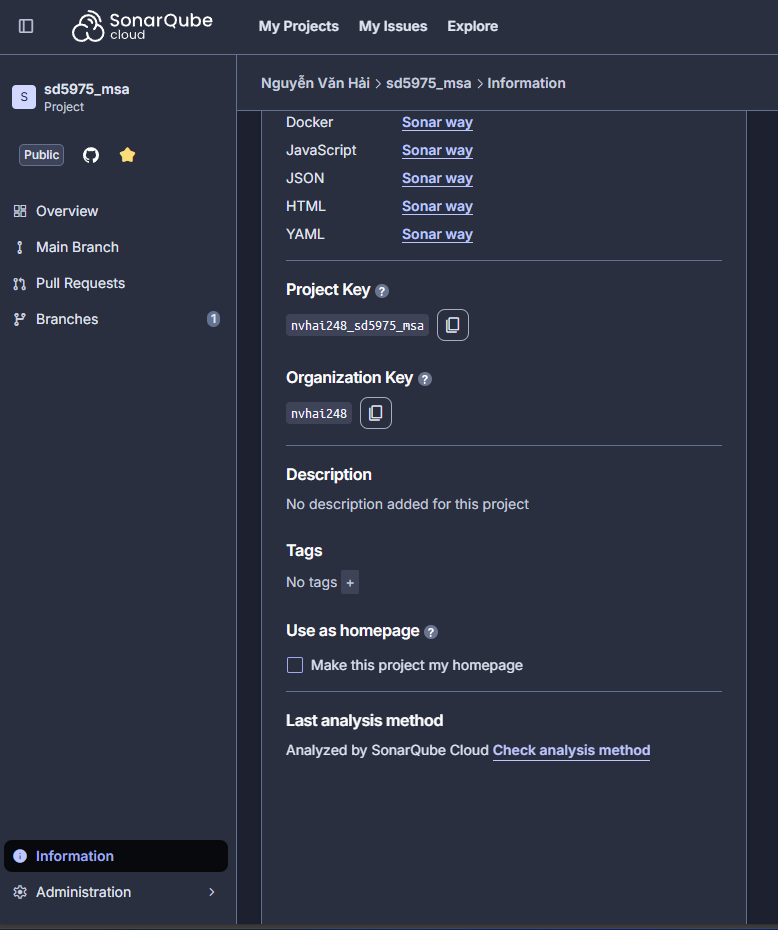 SonarQube
cloud
My Projects My Issues Explore
S
sd5975_msa
Project
Public
Overview
Main Branch
Pull Requests
Branches 1
Information
Administration
Nguyễn Văn Hải > sd5975_msa > Information
Docker Sonar way
JavaScript Sonar way
JSON Sonar way
HTML Sonar way
YAML Sonar way
Project Key ?
nvhai248_sd5975_msa
Organization Key ?
nvhai248
Description
No description added for this project
Tags
No tags +
Use as homepage ?
Make this project my homepage
Last analysis method
Analyzed by SonarQube Cloud Check analysis method